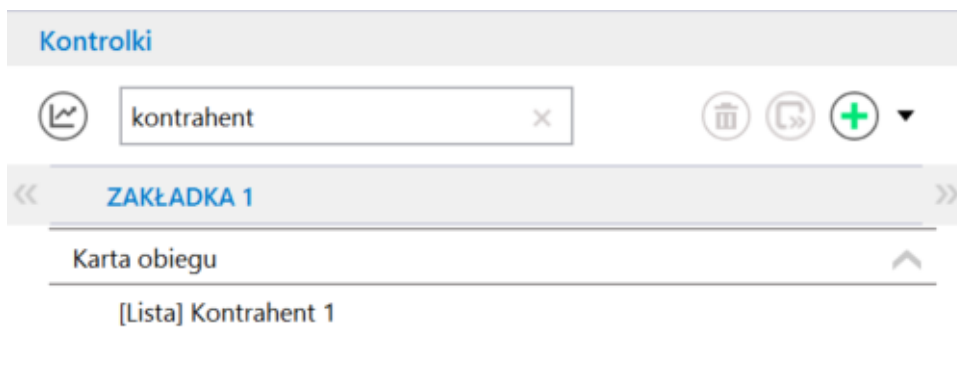 Kontrolki
kontrahent
ZAKŁADKA 1
Karta obiegu
[Lista] Kontrahent 1